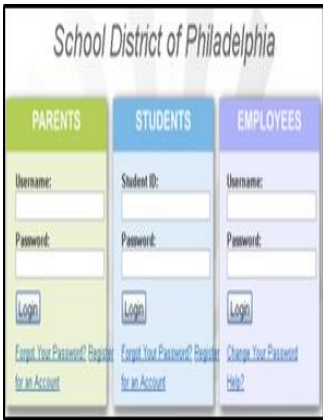 School District of Philadelphia
PARENTS
Username:
Password:
Login
Forgot Your Password? Register
for an Account
STUDENTS
Student ID:
Password:
Login
Forgot Your Password? Register
for an Account
EMPLOYEES
Username:
Password:
Login
Change Your Password
Help?